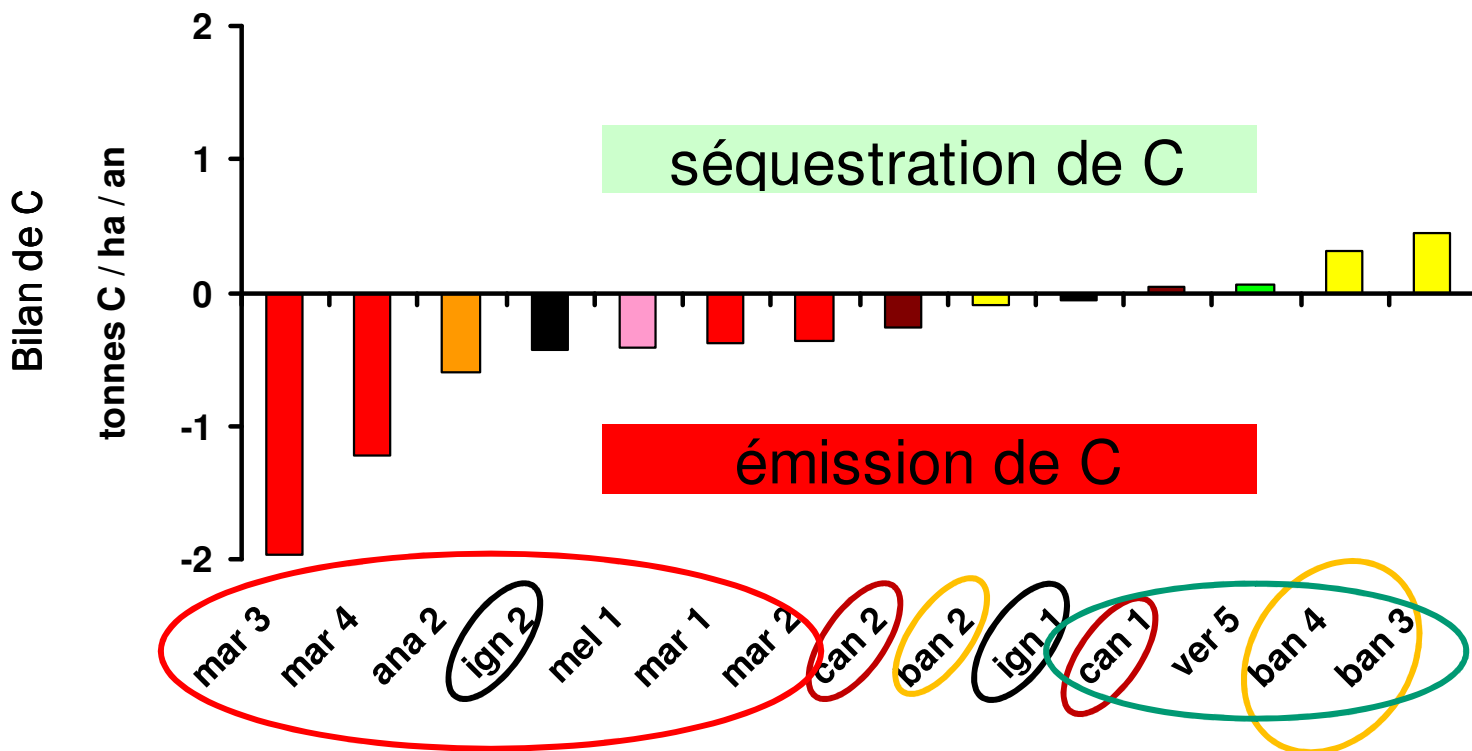 Bilan de C
tonnes C / ha / an
2
1
0
-1
-2
séquestration de C
émission de C
mar 3
mar 4
ana 2
ign 2
mel 1
mar 1
mar 2
can 2
ban 2
ign 1
can 1
ver 5
ban 4
ban 3